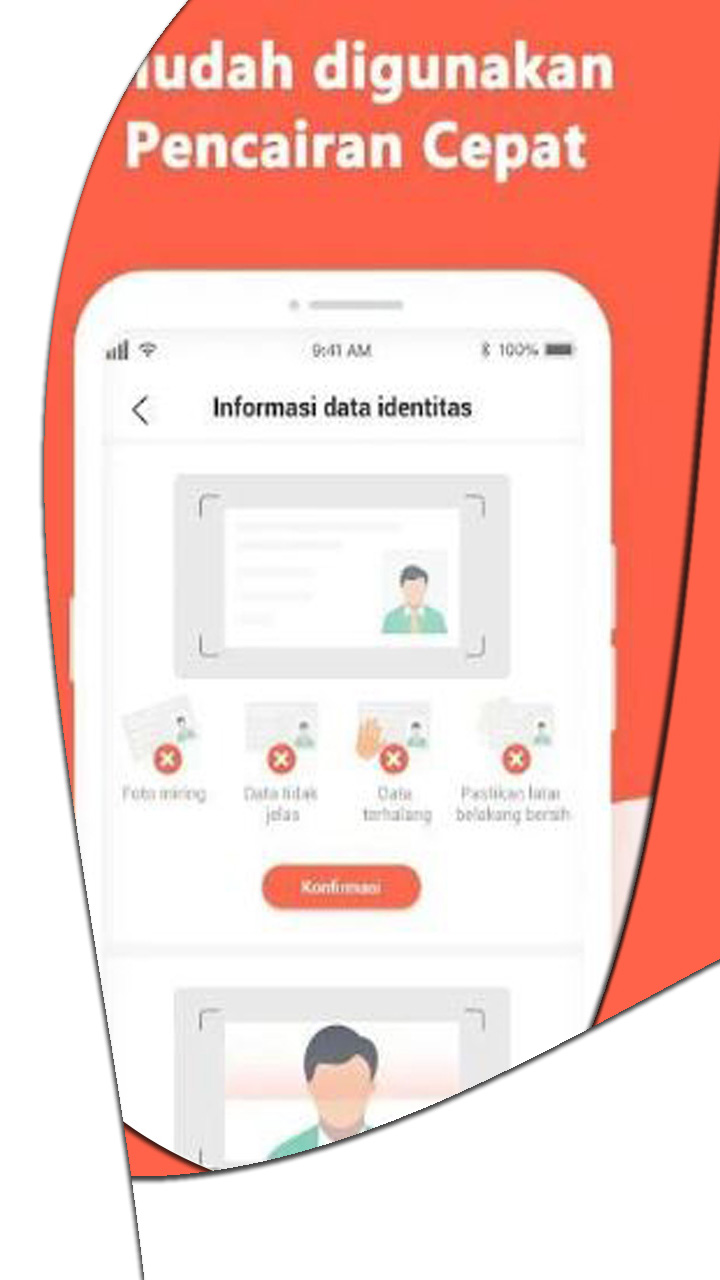 udah digunakan
Pencairan Cepat
9:41 AM
100%
Informasi data identitas
Foto miring
Data tidak
jelas
Data
terhalang
Pastikan latar
belakang bersih
Konfirmasi